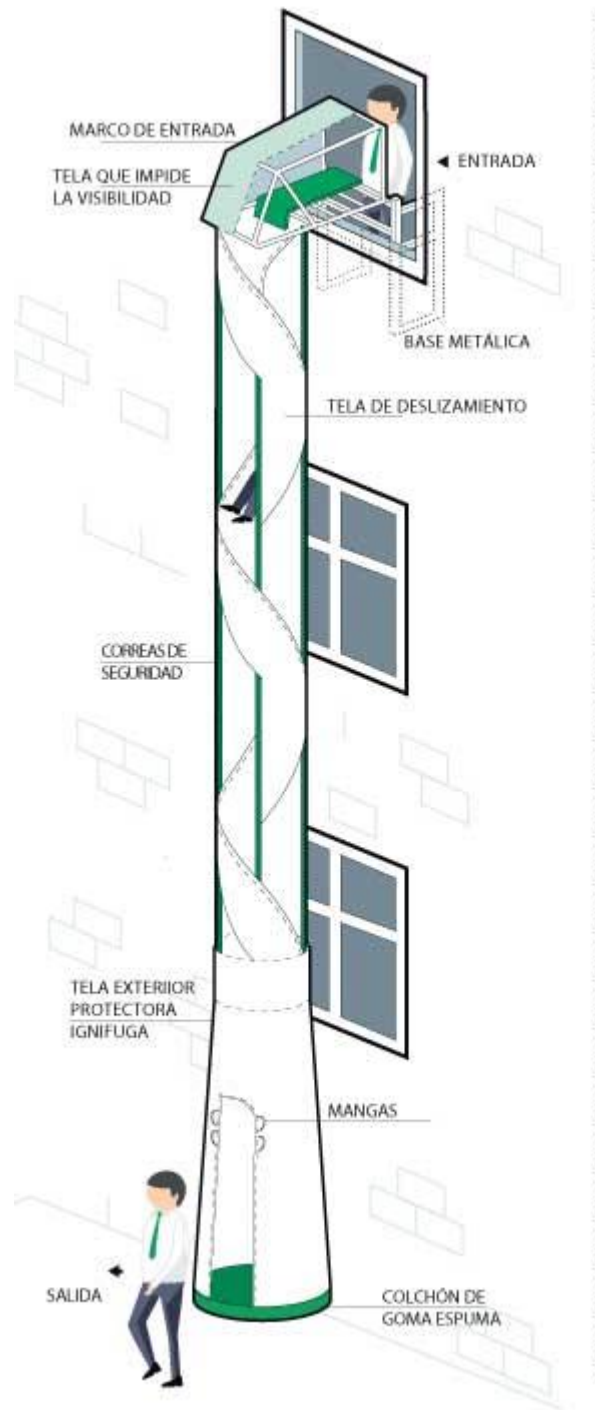 MARCO DE ENTRADA
◄ ENTRADA
TELA QUE IMPIDE
LA VISIBILIDAD
BASE METÁLICA
TELA DE DESLIZAMIENTO
CORREAS DE
SEGURIDAD
TELA EXTERIIOR
PROTECTORA
IGNIFUGA
MANGAS
SALIDA
COLCHÓN DE
GOMA ESPUMA